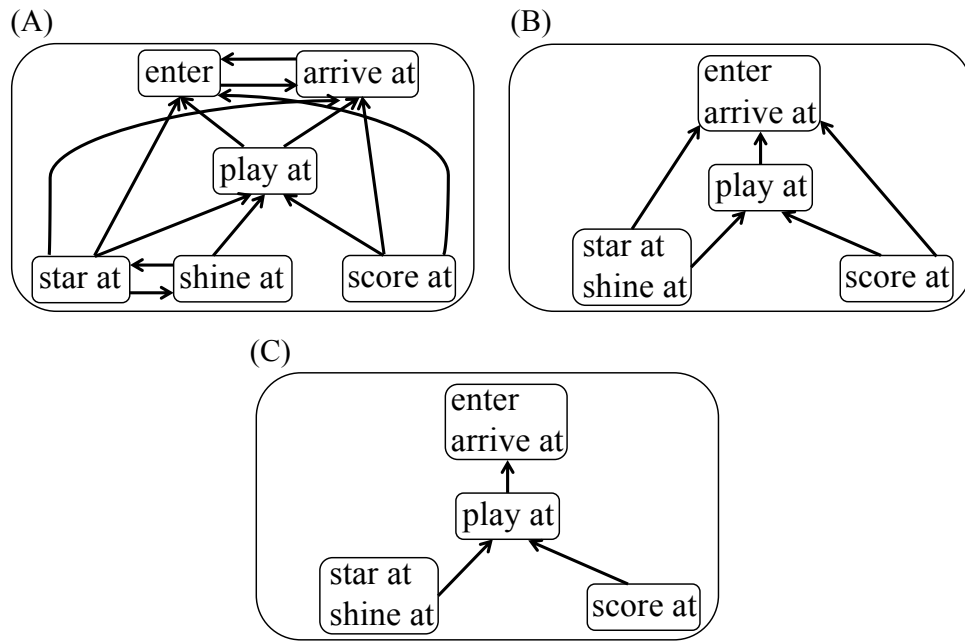 (A)
enter
arrive at
play at
star at
shine at
score at
(B)
enter
arrive at
play at
star at
shine at
score at
(C)
enter
arrive at
play at
star at
shine at
score at